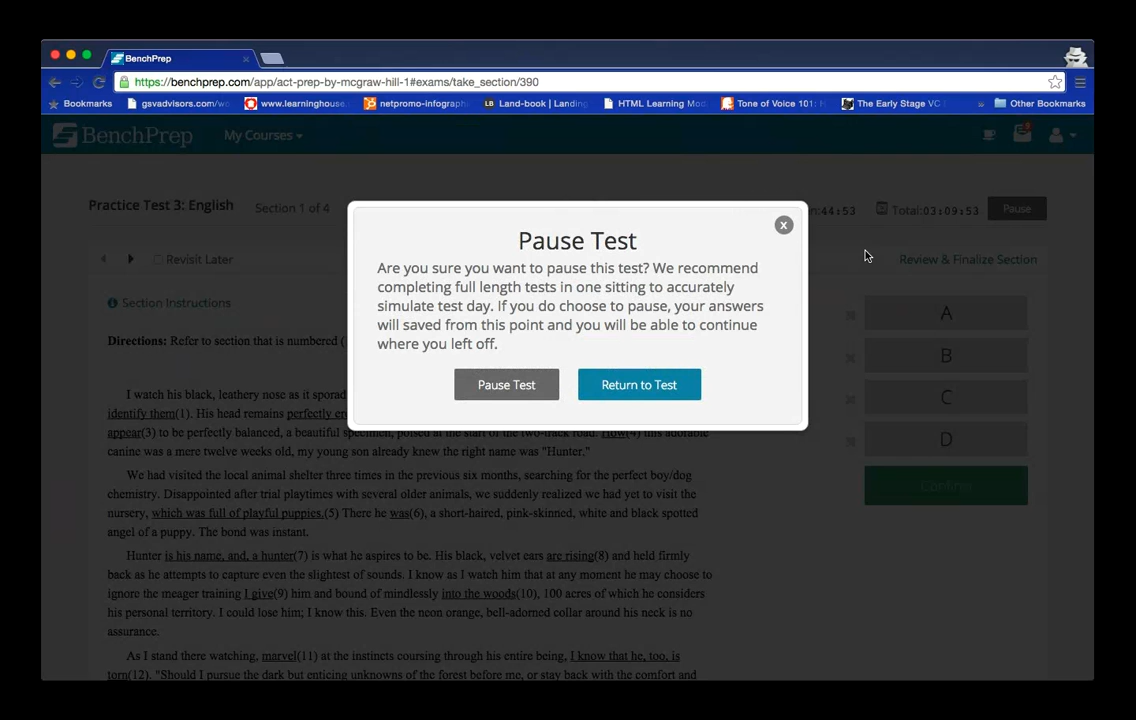 BenchPrep
https://benchprep.com/app/act-prep-by-mcgraw-hill-1#exams/take_section/390
Bookmarks gsvadvisors.com/w www.learninghouse. netpromo-infograph LB Land-book | Landing HTML Learning Mo Tone of Voice 101: The Early Stage VC » Other Bookmarks
BenchPrep My Courses
Practice Test 3: English Section 1 of 4 44:53 Total:03:09:53 Pause
Pause Test
x
Revisit Later Review & Finalize Section
Are you sure you want to pause this test? We recommend
completing full length tests in one sitting to accurately
simulate test day. If you do choose to pause, your answers
will saved from this point and you will be able to continue
where you left off.
Pause Test Return to Test
Section Instructions
Directions: Refer to section that is numbered (
I watch his black, leathery nose as it sporad
identify them(1). His head remains perfectly
appear(3) to be perfectly balanced, a beautiful specimen, poised at the start of the two-track road. How(4) this adorable
canine was a mere twelve weeks old, my young son already knew the right name was "Hunter."
We had visited the local animal shelter three times in the previous six months, searching for the perfect boy/dog
chemistry. Disappointed after trial playtimes with several older animals, we suddenly realized we had yet to visit the
nursery, which was full of playful puppies.(5) There he was(6), a short-haired, pink-skinned, white and black spotted
angel of a puppy. The bond was instant.
Hunter is his name, and, a hunter(7) is what he aspires to be. His black, velvet ears are rising(8) and held firmly
back as he attempts to capture even the slightest of sounds. I know as I watch him that at any moment he may choose to
ignore the meager training I give(9) him and bound of mindlessly into the woods(10), 100 acres of which he considers
his personal territory. I could lose him; I know this. Even the neon orange, bell-adorned collar around his neck is no
assurance.
As I stand there watching, marvel(11) at the instincts coursing through his entire being, I know that he, too, is
torn(12). "Should I pursue the dark but enticing unknowns of the forest before me, or stay back with the comfort and
A
B
C
D
Confirm